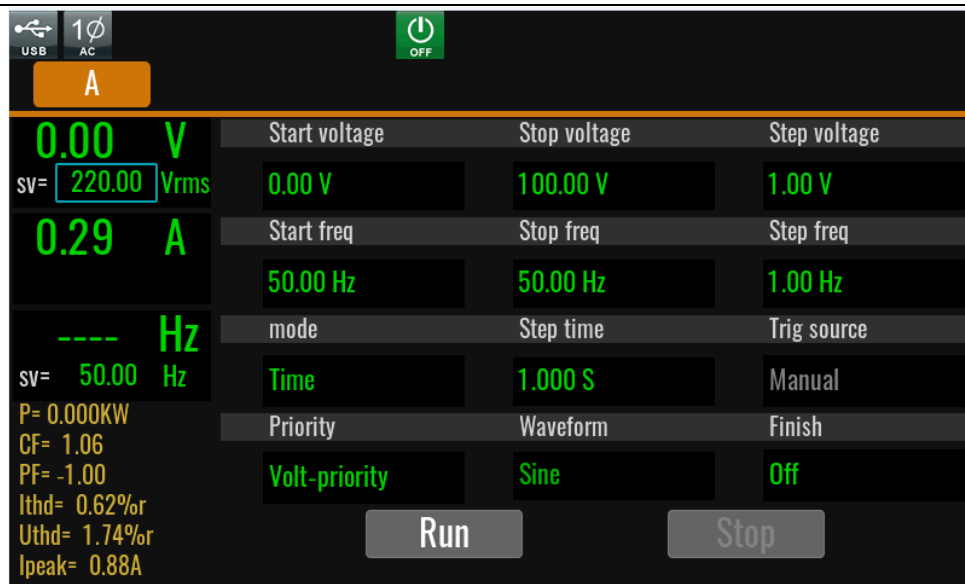 USB
1Ø
AC
OFF
A
0.00 V
sv= 220.00 Vrms
0.29 A
---- Hz
sv= 50.00 Hz
P= 0.000KW
CF= 1.06
PF= -1.00
Ithd= 0.62%r
Uthd= 1.74%r
Ipeak= 0.88A
Start voltage Stop voltage Step voltage
0.00 V 100.00 V 1.00 V
Start freq Stop freq Step freq
50.00 Hz 50.00 Hz 1.00 Hz
mode Step time Trig source
Time 1.000 S Manual
Priority Waveform Finish
Volt-priority Sine Off
Run Stop